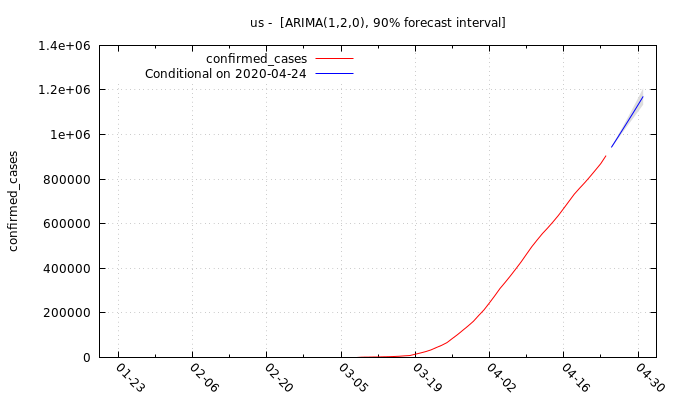 us - [ARIMA(1,2,0), 90% forecast interval]
1.4e+06
1.2e+06
1e+06
800000
600000
400000
200000
0
confirmed_cases
confirmed_cases
Conditional on 2020-04-24
01-23
02-06
02-20
03-05
03-19
04-02
04-16
04-30